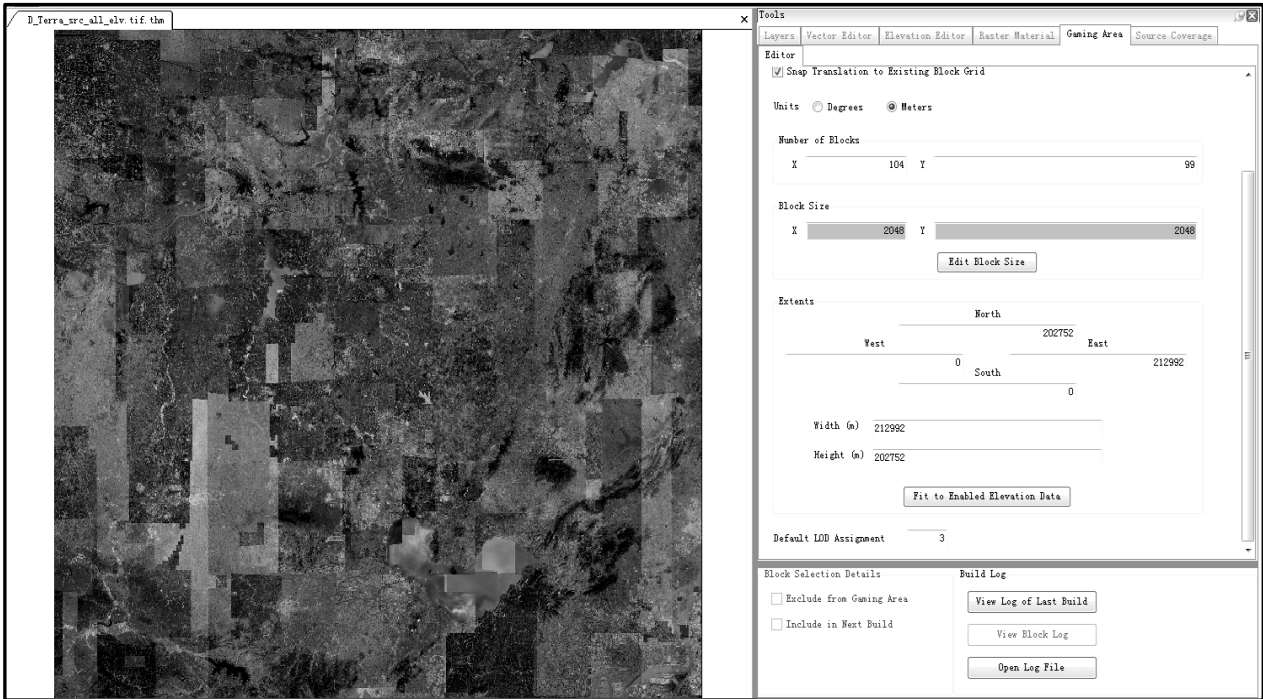 D_Terra_src_all_elv.tif.thm
Tools
Layers Vector Editor Elevation Editor Raster Material Gaming Area Source Coverage
Editor
Snap Translation to Existing Block Grid
Units Degrees Meters
Number of Blocks
X 104 Y 99
Block Size
X 2048 Y 2048
Edit Block Size
Extents
North
202752
West East
0 212992
South
0
Width (m) 212992
Height (m) 202752
Fit to Enabled Elevation Data
Default LOD Assignment 3
Block Selection Details Build Log
Exclude from Gaming Area View Log of Last Build
Include in Next Build View Block Log
Open Log File